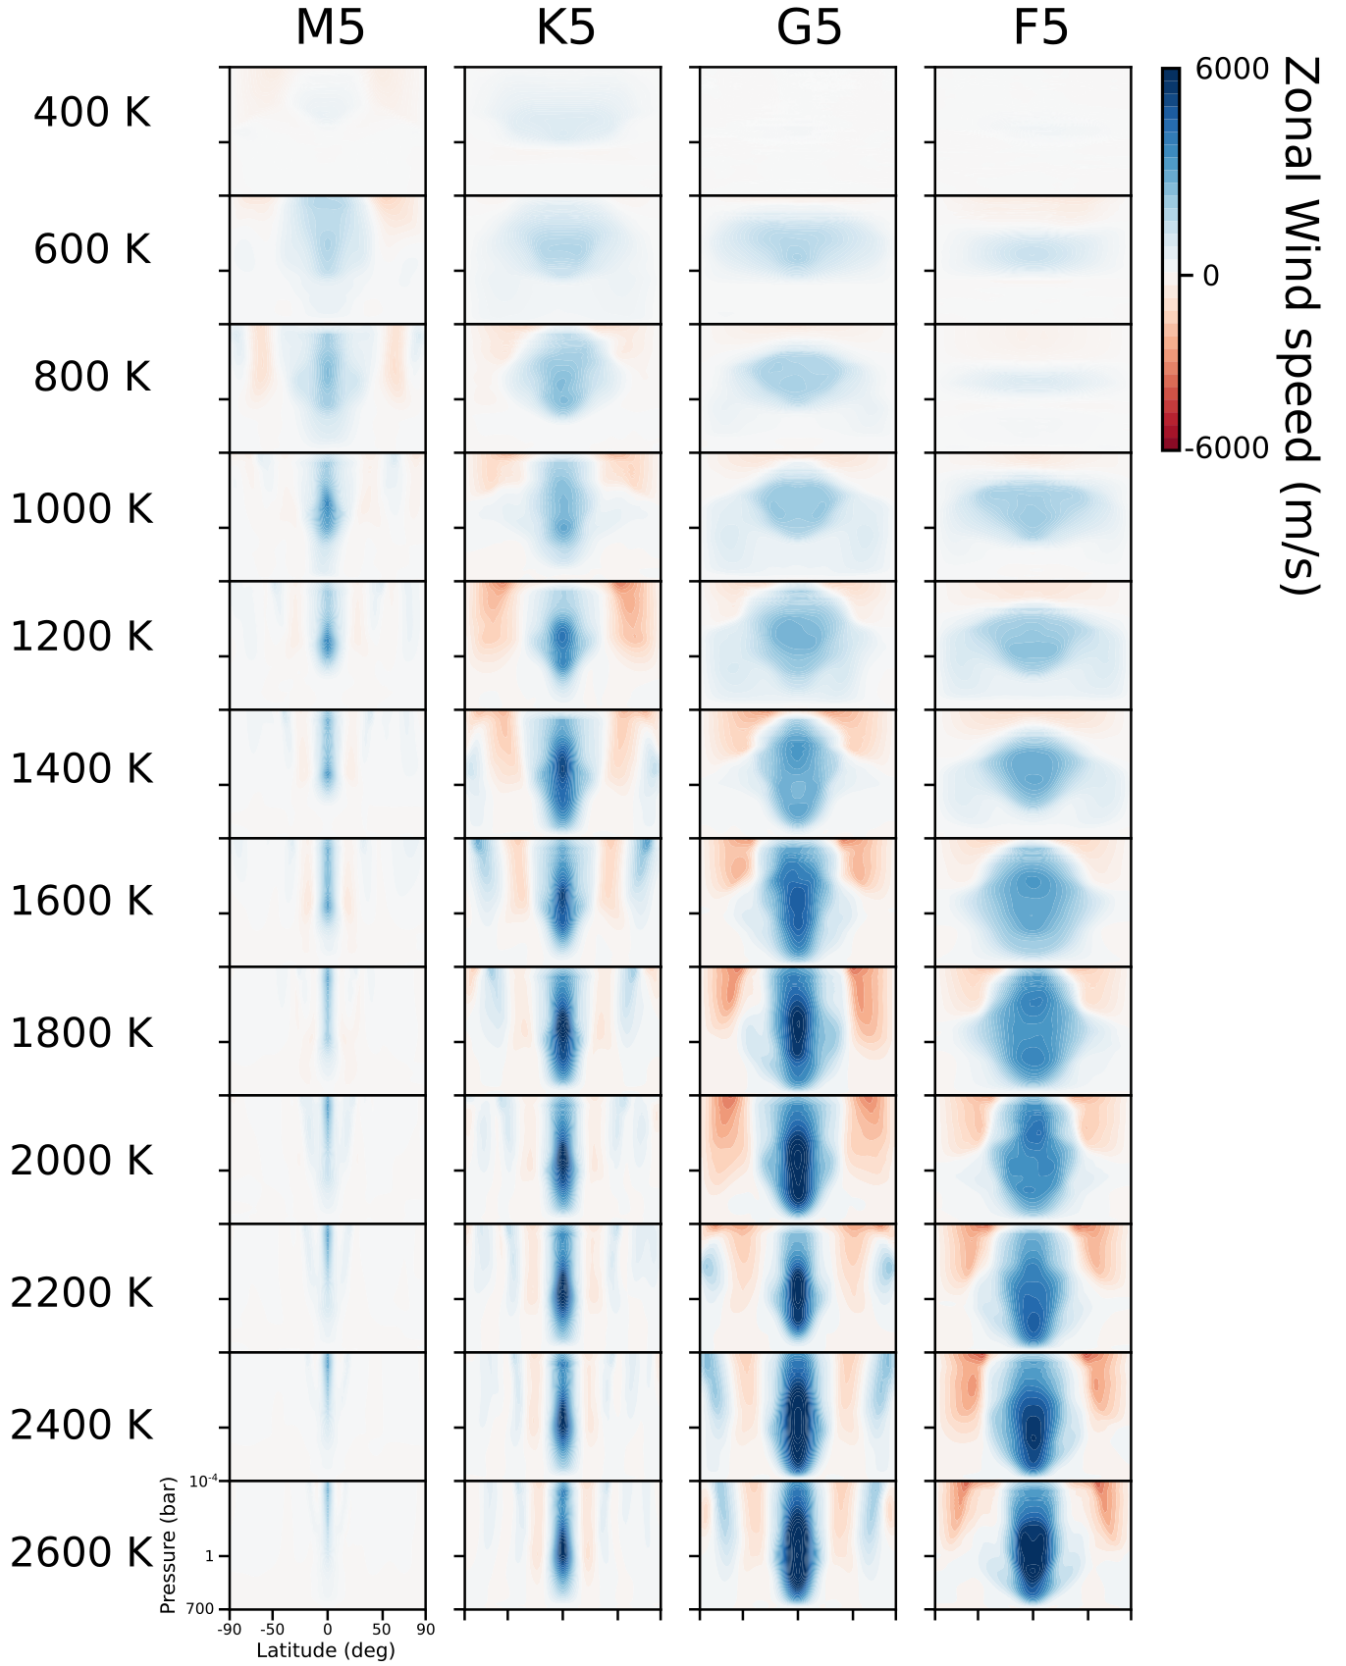 M5 K5 G5 F5
6000
0
-6000
Zonal Wind speed (m/s)
400 K
600 K
800 K
1000 K
1200 K
1400 K
1600 K
1800 K
2000 K
2200 K
2400 K
2600 K
10-4
1
700
Pressure (bar)
-90 -50 0 50 90
Latitude (deg)